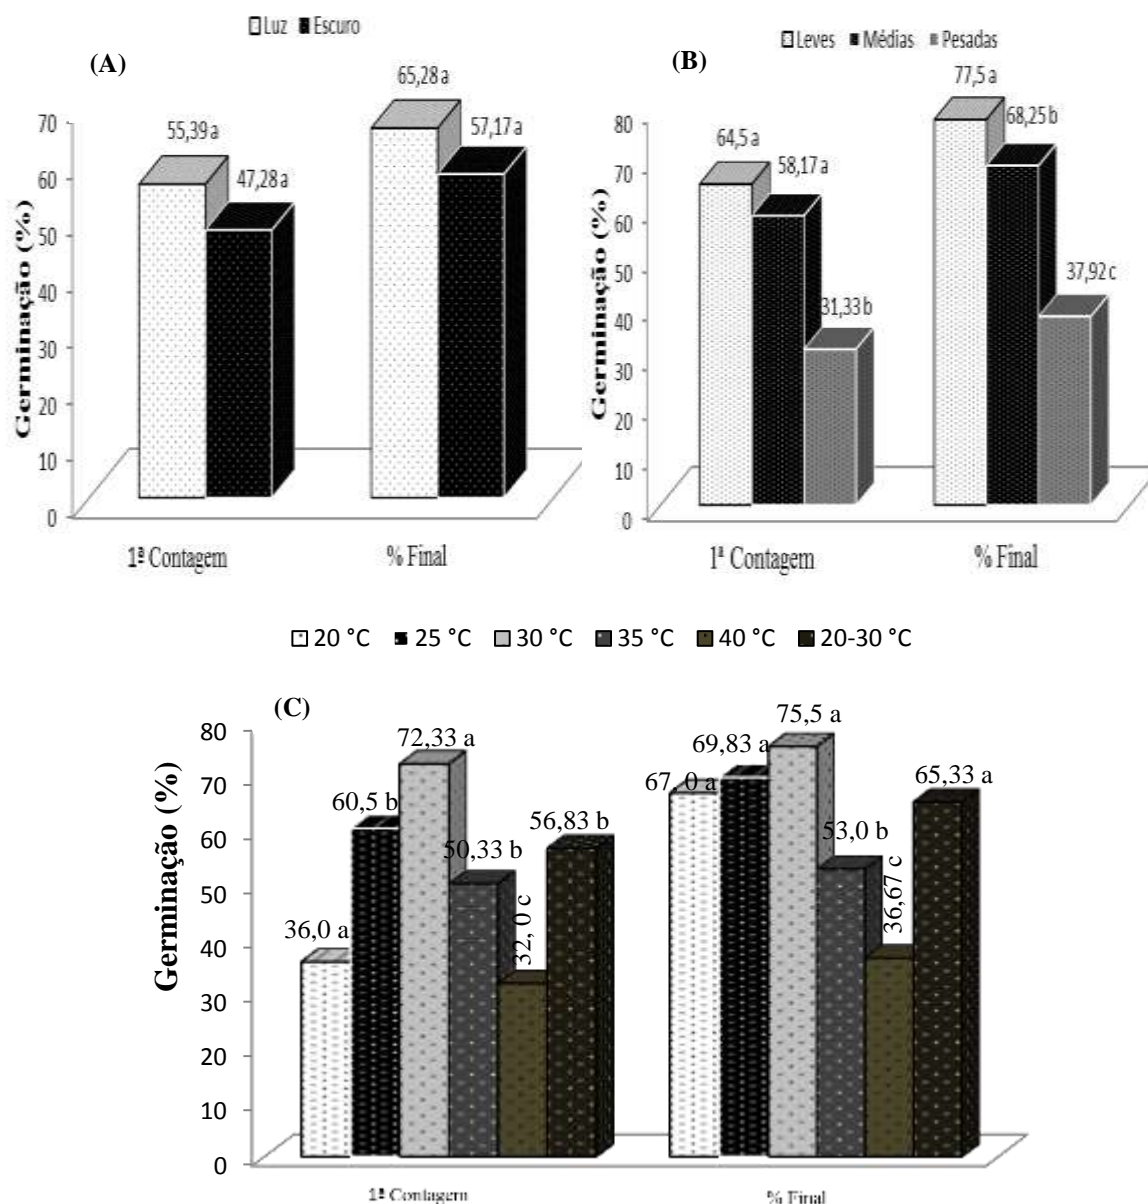 Luz Escuro
(A)
65,28 a
55,39 a
57,17 a
47,28 a
Germinação (%)
70
60
50
40
30
20
10
0
1ª Contagem
% Final
Leves Médias Pesadas
(B)
77,5 a
68,25 b
64,5 a
58,17 a
37,92 c
31,33 b
Germinação (%)
80
70
60
50
40
30
20
10
0
1ª Contagem
% Final
20 °C 25 °C 30 °C 35 °C 40 °C 20-30 °C
(C)
75,5 a
72,33 a
69,83 a
67, 0 a
65,33 a
60,5 b
56,83 b
53,0 b
50,33 b
36,0 a
32, 0 c
36,67 c
Germinação (%)
80
70
60
50
40
30
20
10
0
1ª Contagem
% Final